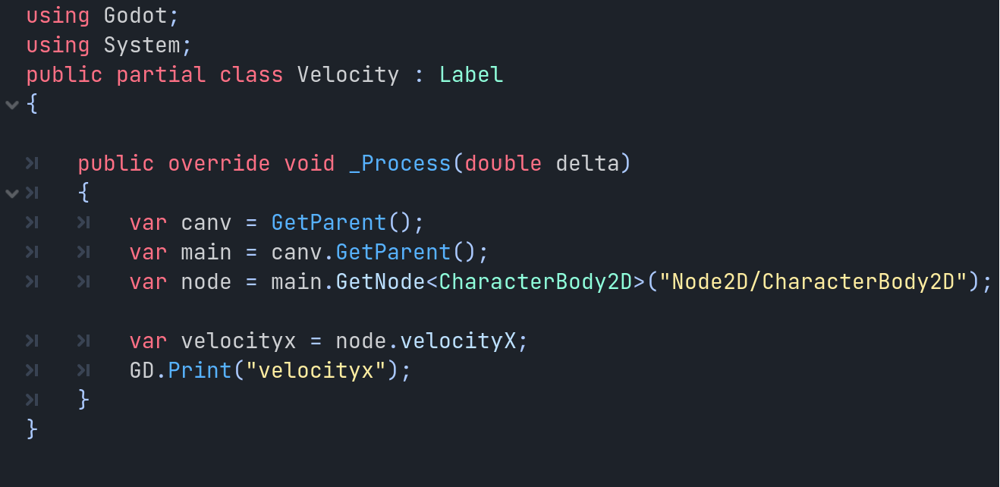 using Godot;
using System;
public partial class Velocity : Label
{
public override void _Process(double delta)
{
var canv = GetParent();
var main = canv.GetParent();
var node = main.GetNode<CharacterBody2D>("Node2D/CharacterBody2D");
var velocityx = node.velocityX;
GD.Print("velocityx");
}
}